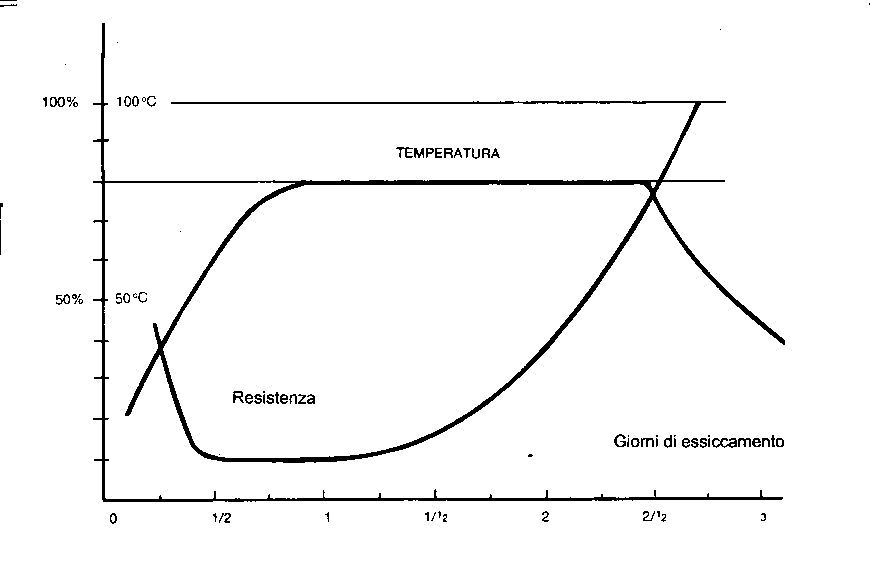 100% 100°C
TEMPERATURA
50% 50°C
Resistenza
Giorni di essiccamento
0 1/2 1 1/½ 2 2/½ 3